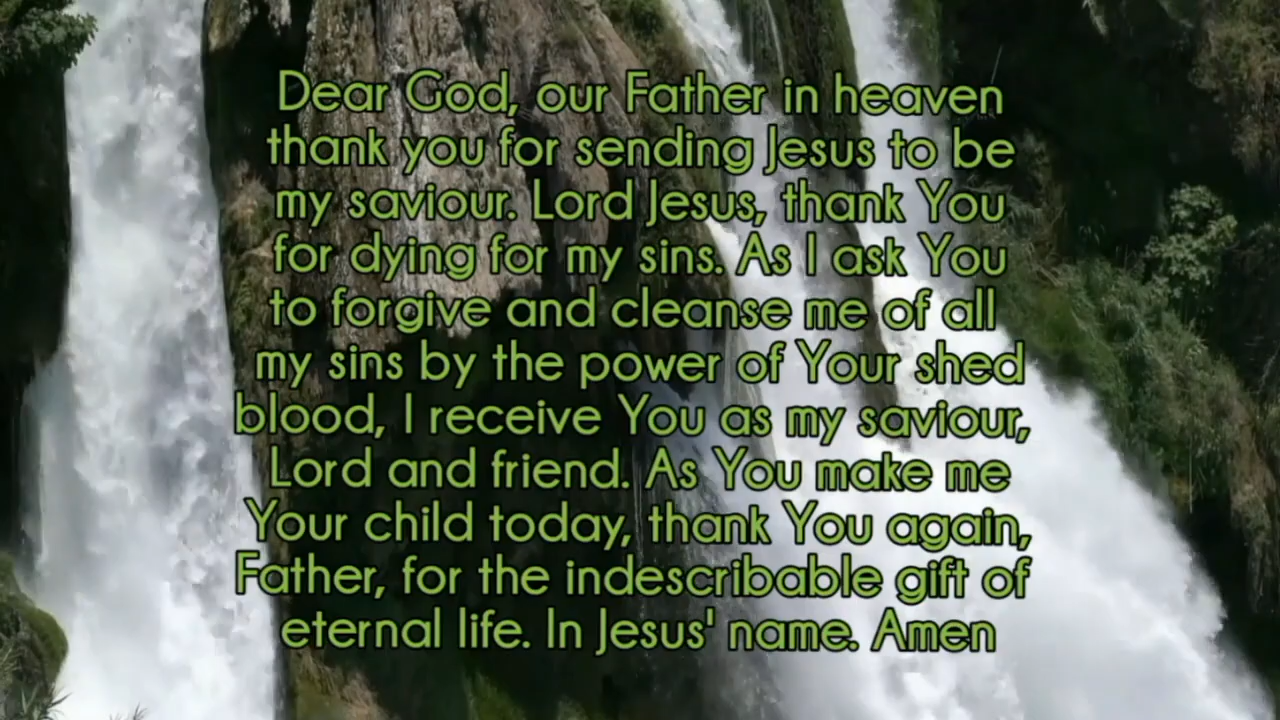 Dear God, our Father in heaven
thank you for sending Jesus to be
my saviour. Lord Jesus, thank You
for dying for my sins. As I ask You
to forgive and cleanse me of all
my sins by the power of Your shed
blood, I receive You as my saviour,
Lord and friend. As You make me
Your child today, thank You again,
Father, for the indescribable gift of
eternal life. In Jesus' name. Amen